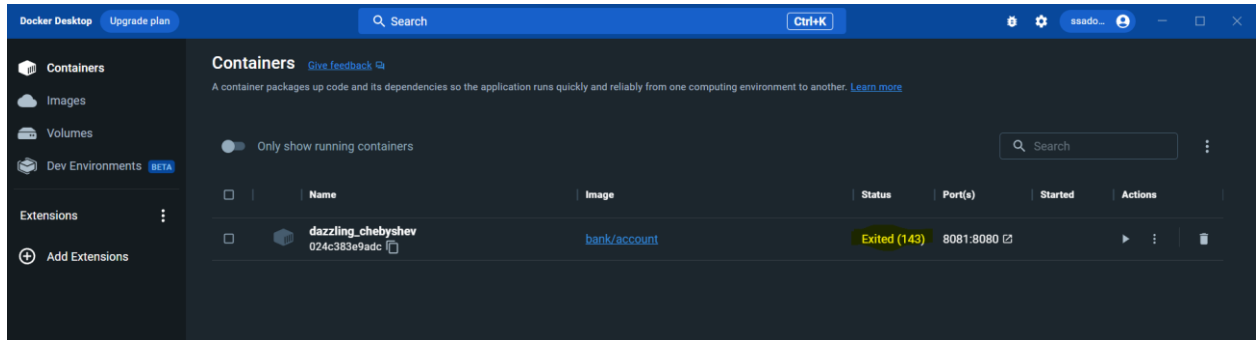 Docker Desktop Upgrade plan Search Ctrl+K ssado...
Containers
Images
Volumes
Dev Environments BETA
Extensions
Add Extensions
Containers Give feedback
A container packages up code and its dependencies so the application runs quickly and reliably from one computing environment to another. Learn more
Only show running containers Search
Name Image Status Port(s) Started Actions
dazzling_chebyshev bank/account Exited (143) 8081:8080
024c383e9adc